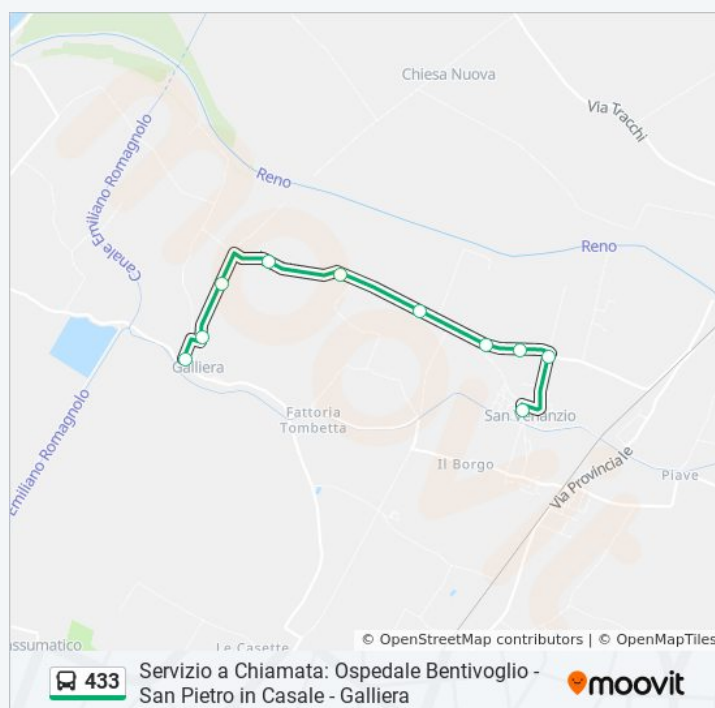 Chiesa Nuova
Via Tracchi
Canale Emiliano Romagnolo
Reno
Reno
Galliera
Fattoria
Tombetta
San Venanzio
Il Borgo
Via Provinciale
Piave
Emiliano Romagnolo
assumatico
Le Casette
moovit
© OpenStreetMap contributors | © OpenMapTiles
433
Servizio a Chiamata: Ospedale Bentivoglio -
San Pietro in Casale - Galliera
moovit